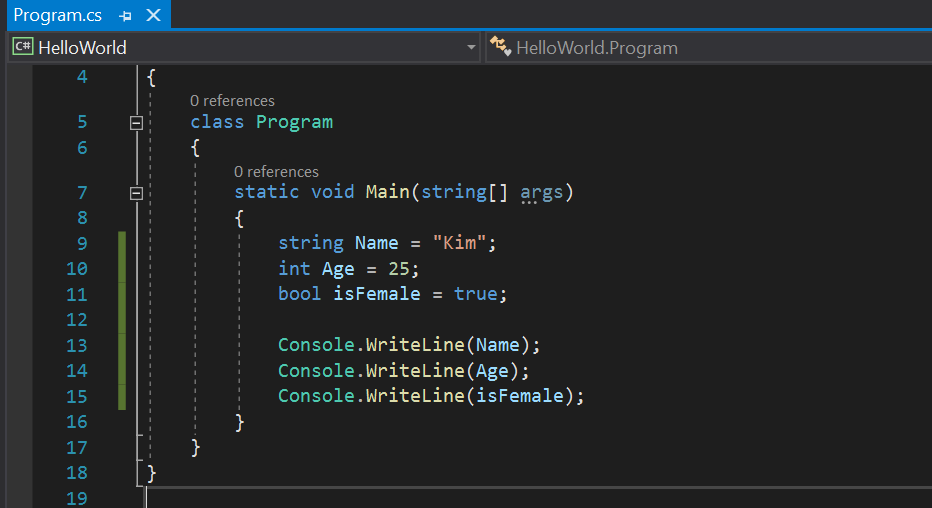 Program.cs
C# HelloWorld HelloWorld.Program
4 {
0 references
5 class Program
6 {
0 references
7 static void Main(string[] args)
8 {
9 string Name = "Kim";
10 int Age = 25;
11 bool isFemale = true;
12
13 Console.WriteLine(Name);
14 Console.WriteLine(Age);
15 Console.WriteLine(isFemale);
16 }
17 }
18 }
19